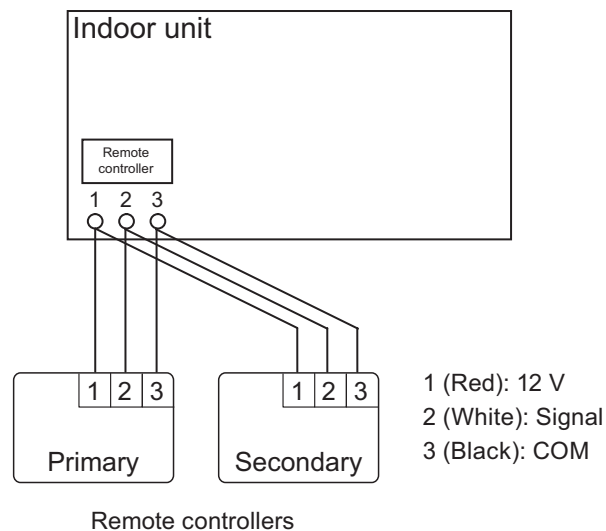 Indoor unit
Remote
controller
1 2 3
1 2 3
Primary
1 2 3
Secondary
1 (Red): 12 V
2 (White): Signal
3 (Black): COM
Remote controllers